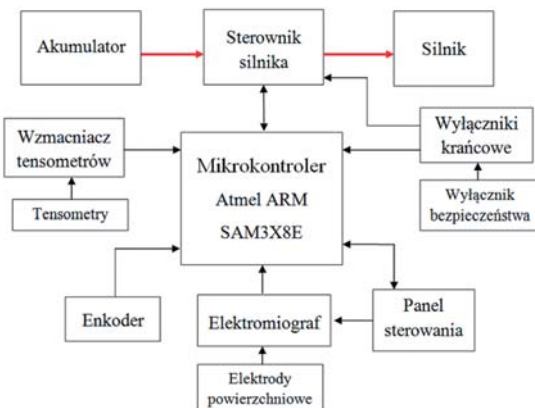 Akumulator
Sterownik
silnika
Silnik
Wzmacniacz
tensometrów
Tensometry
Mikrokontroler
Atmel ARM
SAM3X8E
Wyłączniki
krańcowe
Wyłącznik
bezpieczeństwa
Enkoder
Elektromiograf
Panel
sterowania
Elektrody
powierzchniowe